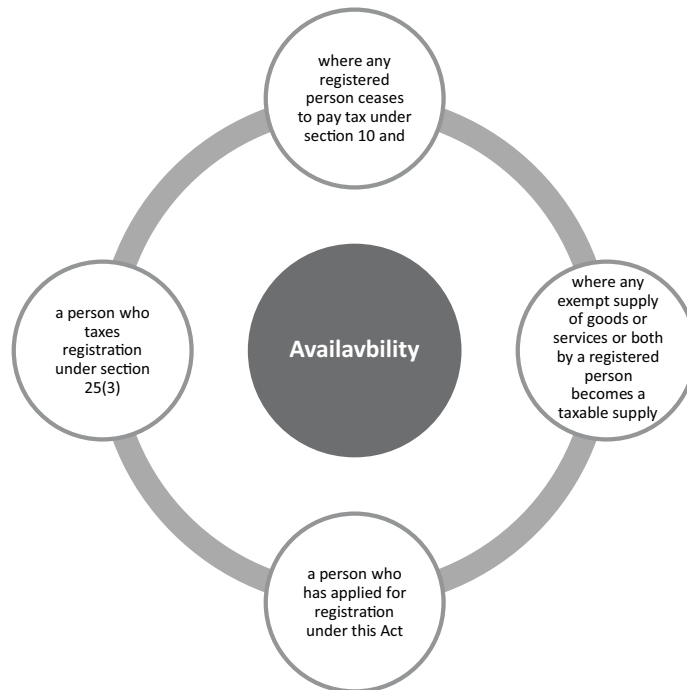 where any
registered
person ceases
to pay tax under
section 10 and
a person who
taxes
registration
under section
25(3)
Availavbility
where any
exempt supply
of goods or
services or both
by a registered
person
becomes a
taxable supply
a person who
has applied for
registration
under this Act